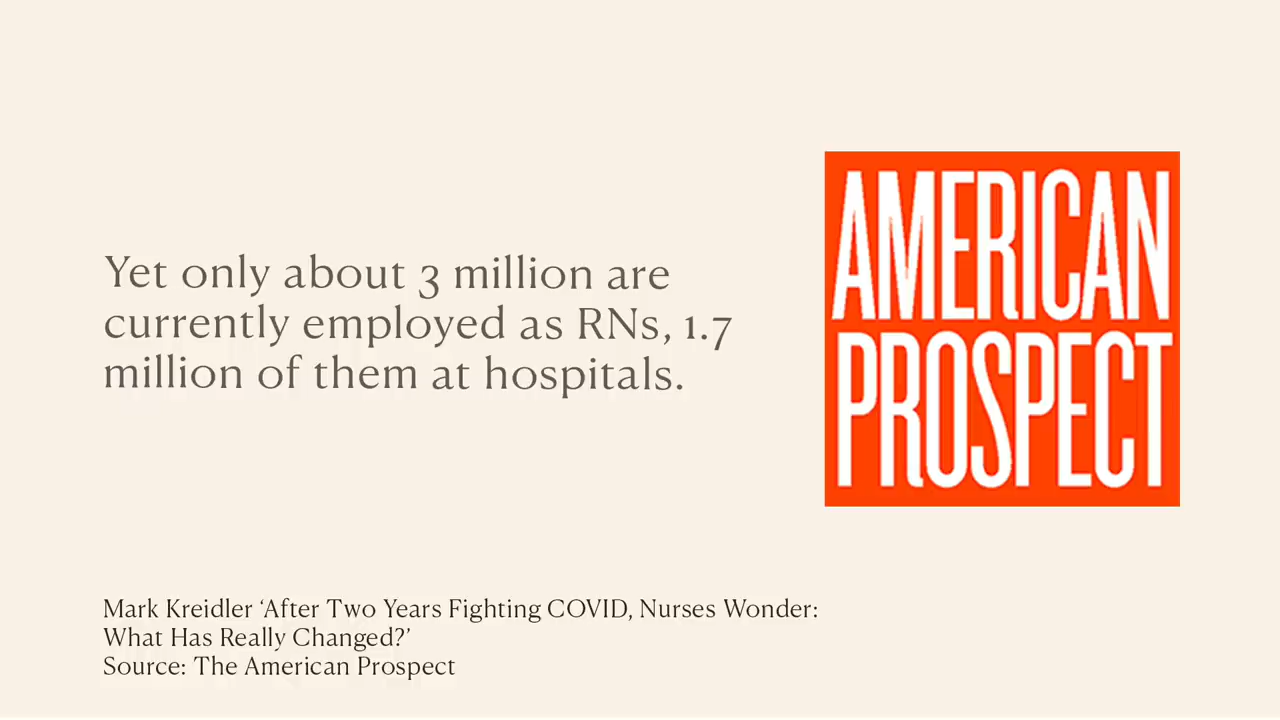 Yet only about 3 million are
currently employed as RNs, 1.7
million of them at hospitals.
AMERICAN
PROSPECT
Mark Kreidler ‘After Two Years Fighting COVID, Nurses Wonder:
What Has Really Changed?’
Source: The American Prospect